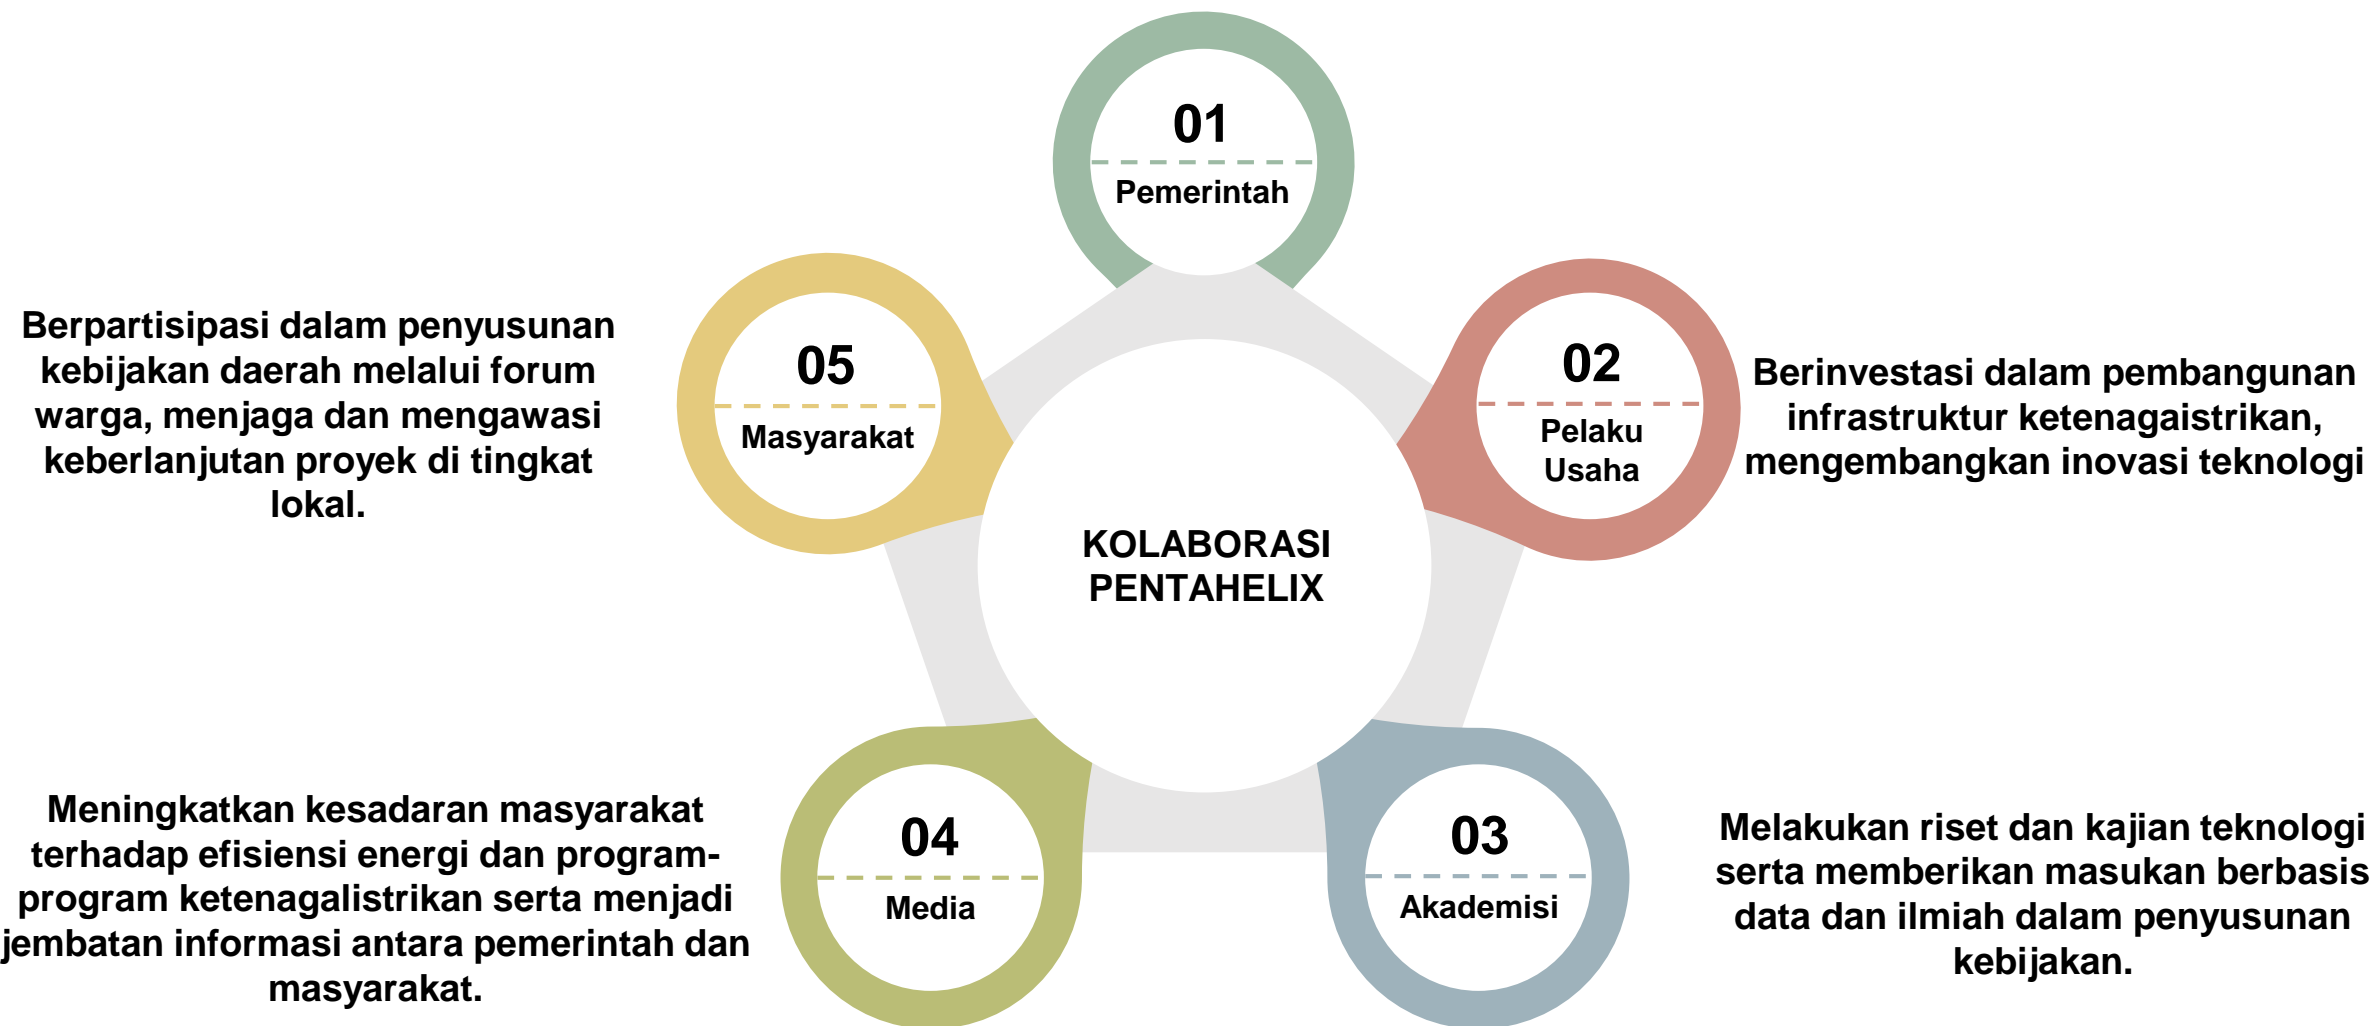 01
Pemerintah
02
Pelaku
Usaha
Berinvestasi dalam pembangunan
infrastruktur ketenagaistrikan,
mengembangkan inovasi teknologi
03
Akademisi
Melakukan riset dan kajian teknologi
serta memberikan masukan berbasis
data dan ilmiah dalam penyusunan
kebijakan.
04
Media
Meningkatkan kesadaran masyarakat
terhadap efisiensi energi dan program-
program ketenagalistrikan serta menjadi
jembatan informasi antara pemerintah dan
masyarakat.
05
Masyarakat
Berpartisipasi dalam penyusunan
kebijakan daerah melalui forum
warga, menjaga dan mengawasi
keberlanjutan proyek di tingkat
lokal.
KOLABORASI
PENTAHELIX